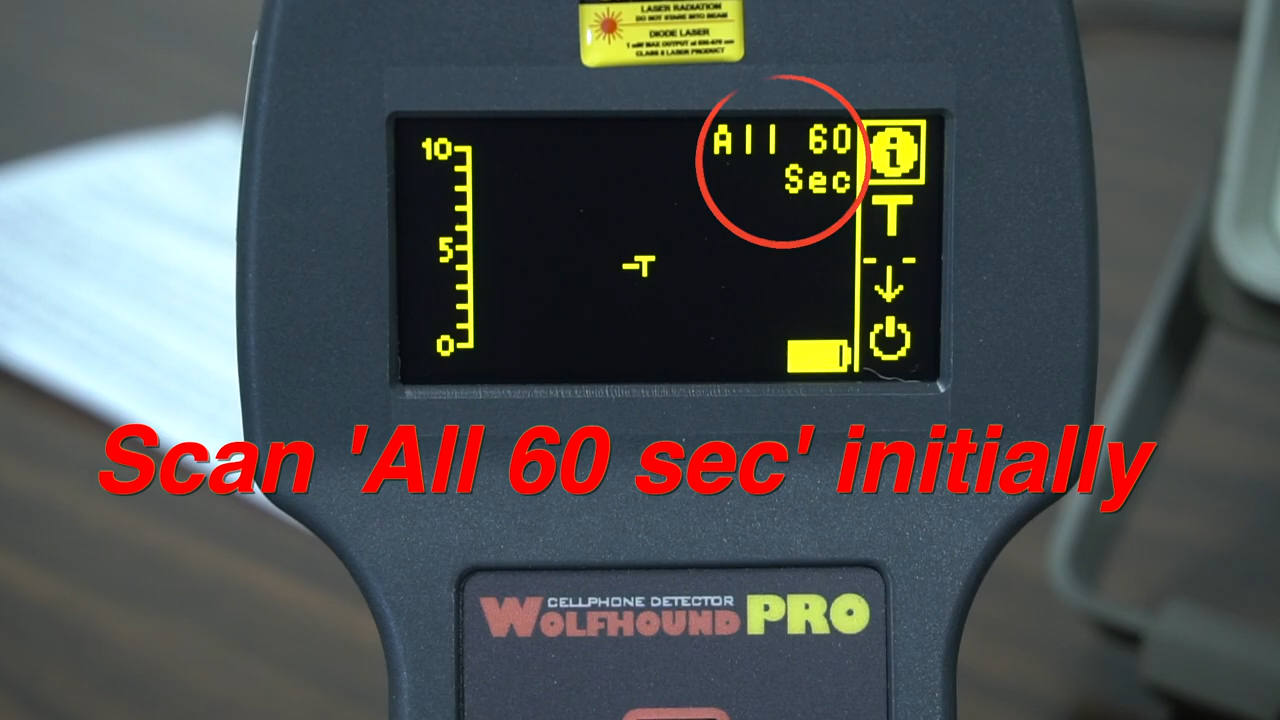 LASER RADIATION
DO NOT STARE INTO BEAM
DIODE LASER
1 mW MAX OUTPUT at 630-670 nm
CLASS II LASER PRODUCT
All 60
Sec
10
5
0
-T
T
Scan 'All 60 sec' initially
CELLPHONE DETECTOR
WOLFHOUND PRO